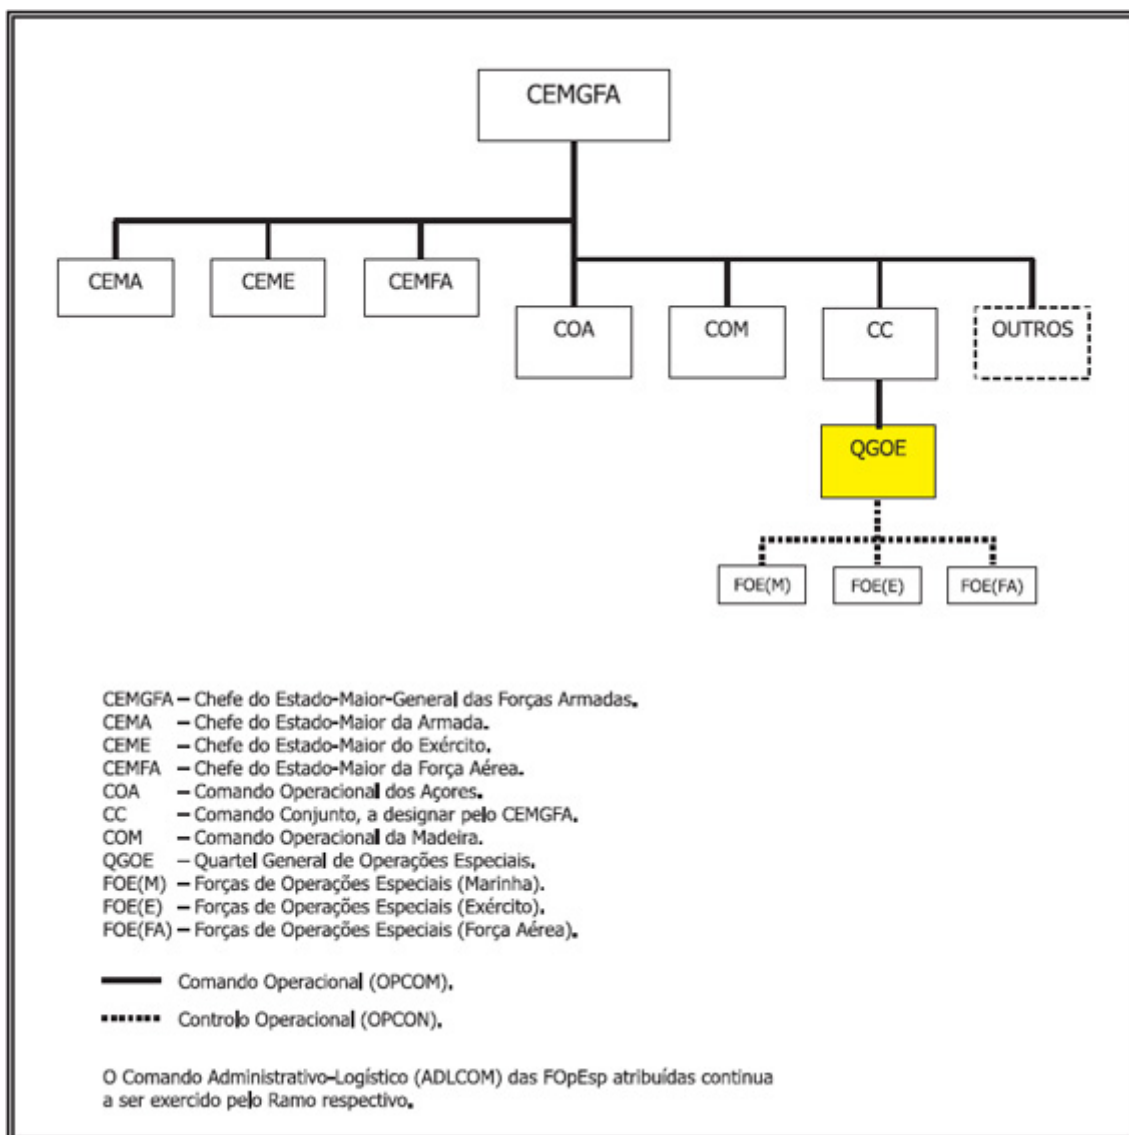 CEMGFA
CEMA
CEME
CEMFA
COA
COM
CC
OUTROS
QGOE
FOE(M)
FOE(E)
FOE(FA)
CEMGFA – Chefe do Estado-Maior-General das Forças Armadas.
CEMA – Chefe do Estado-Maior da Armada.
CEME – Chefe do Estado-Maior do Exército.
CEMFA – Chefe do Estado-Maior da Força Aérea.
COA – Comando Operacional dos Açores.
CC – Comando Conjunto, a designar pelo CEMGFA.
COM – Comando Operacional da Madeira.
QGOE – Quartel General de Operações Especiais.
FOE(M) – Forças de Operações Especiais (Marinha).
FOE(E) – Forças de Operações Especiais (Exército).
FOE(FA) – Forças de Operações Especiais (Força Aérea).
Comando Operacional (OPCOM).
Controlo Operacional (OPCON).
O Comando Administrativo-Logístico (ADLCOM) das FOpEsp atribuídas continua
a ser exercido pelo Ramo respectivo.